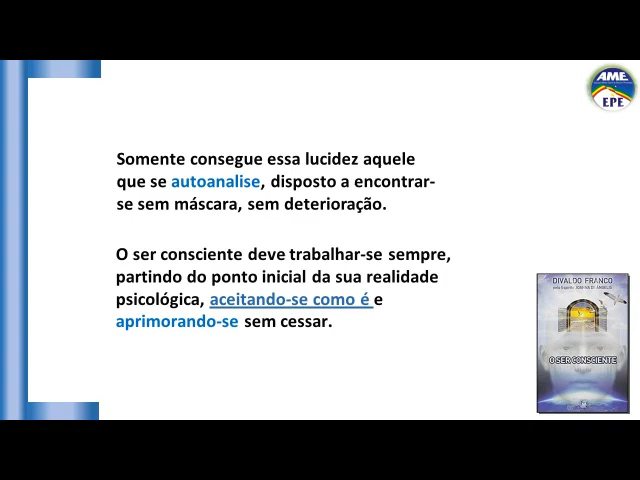 AME
EPE
Somente consegue essa lucidez aquele
que se autoanalise, disposto a encontrar-
se sem máscara, sem deterioração.
O ser consciente deve trabalhar-se sempre,
partindo do ponto inicial da sua realidade
psicológica, aceitando-se como é e
aprimorando-se sem cessar.
DIVALDO FRANCO
O SER CONSCIENTE